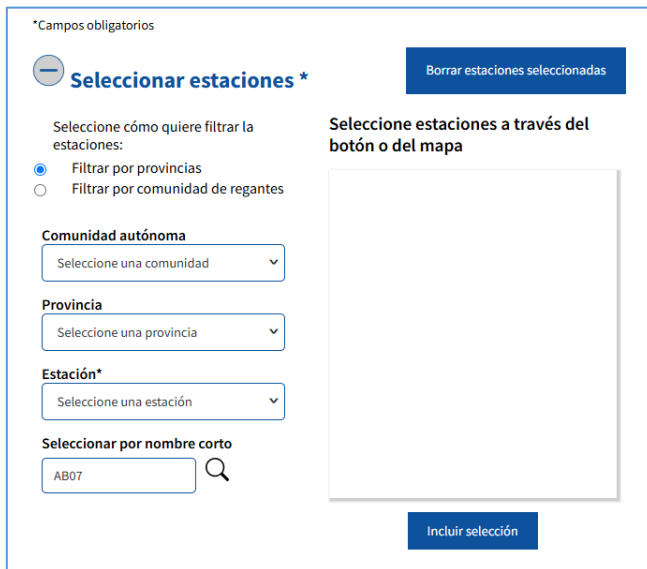 *Campos obligatorios
Seleccionar estaciones *
Borrar estaciones seleccionadas
Seleccione cómo quiere filtrar la
estaciones:
Filtrar por provincias
Filtrar por comunidad de regantes
Comunidad autónoma
Seleccione una comunidad
Provincia
Seleccione una provincia
Estación*
Seleccione una estación
Seleccionar por nombre corto
AB07
Seleccione estaciones a través del
botón o del mapa
Incluir selección